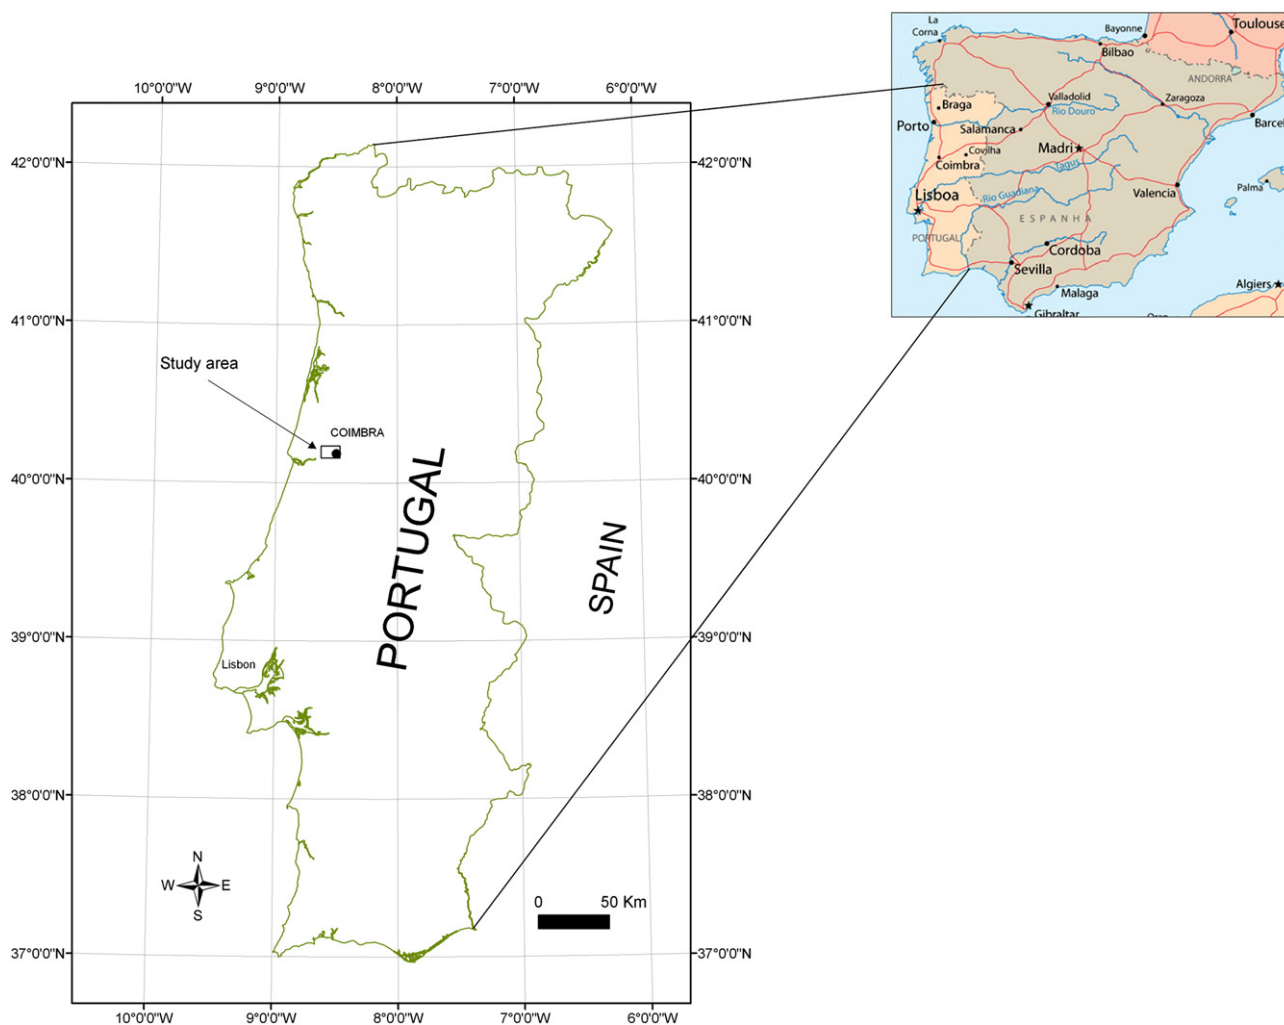 10°0'0"W 9°0'0"W 8°0'0"W 7°0'0"W 6°0'0"W
42°0'0"N 42°0'0"N
41°0'0"N 41°0'0"N
Study area
COIMBRA
40°0'0"N 40°0'0"N
PORTUGAL
SPAIN
39°0'0"N 39°0'0"N
Lisbon
38°0'0"N 38°0'0"N
N
W E
S
0 50 Km
37°0'0"N 37°0'0"N
10°0'0"W 9°0'0"W 8°0'0"W 7°0'0"W 6°0'0"W
La
Corna
Bayonne
Toulouse
Bilbao
ANDORRA
Braga
Valladolid
Zaragoza
Rio Douro
Porto
Salamanca
Barcel
Covilha
Madri
Coimbra
Tagus
Lisboa
Rio Guadiana
Valencia
Palma
ESPANHA
PORTUGAL
Cordoba
Sevilla
Malaga
Algiers
Gibraltar
Oran